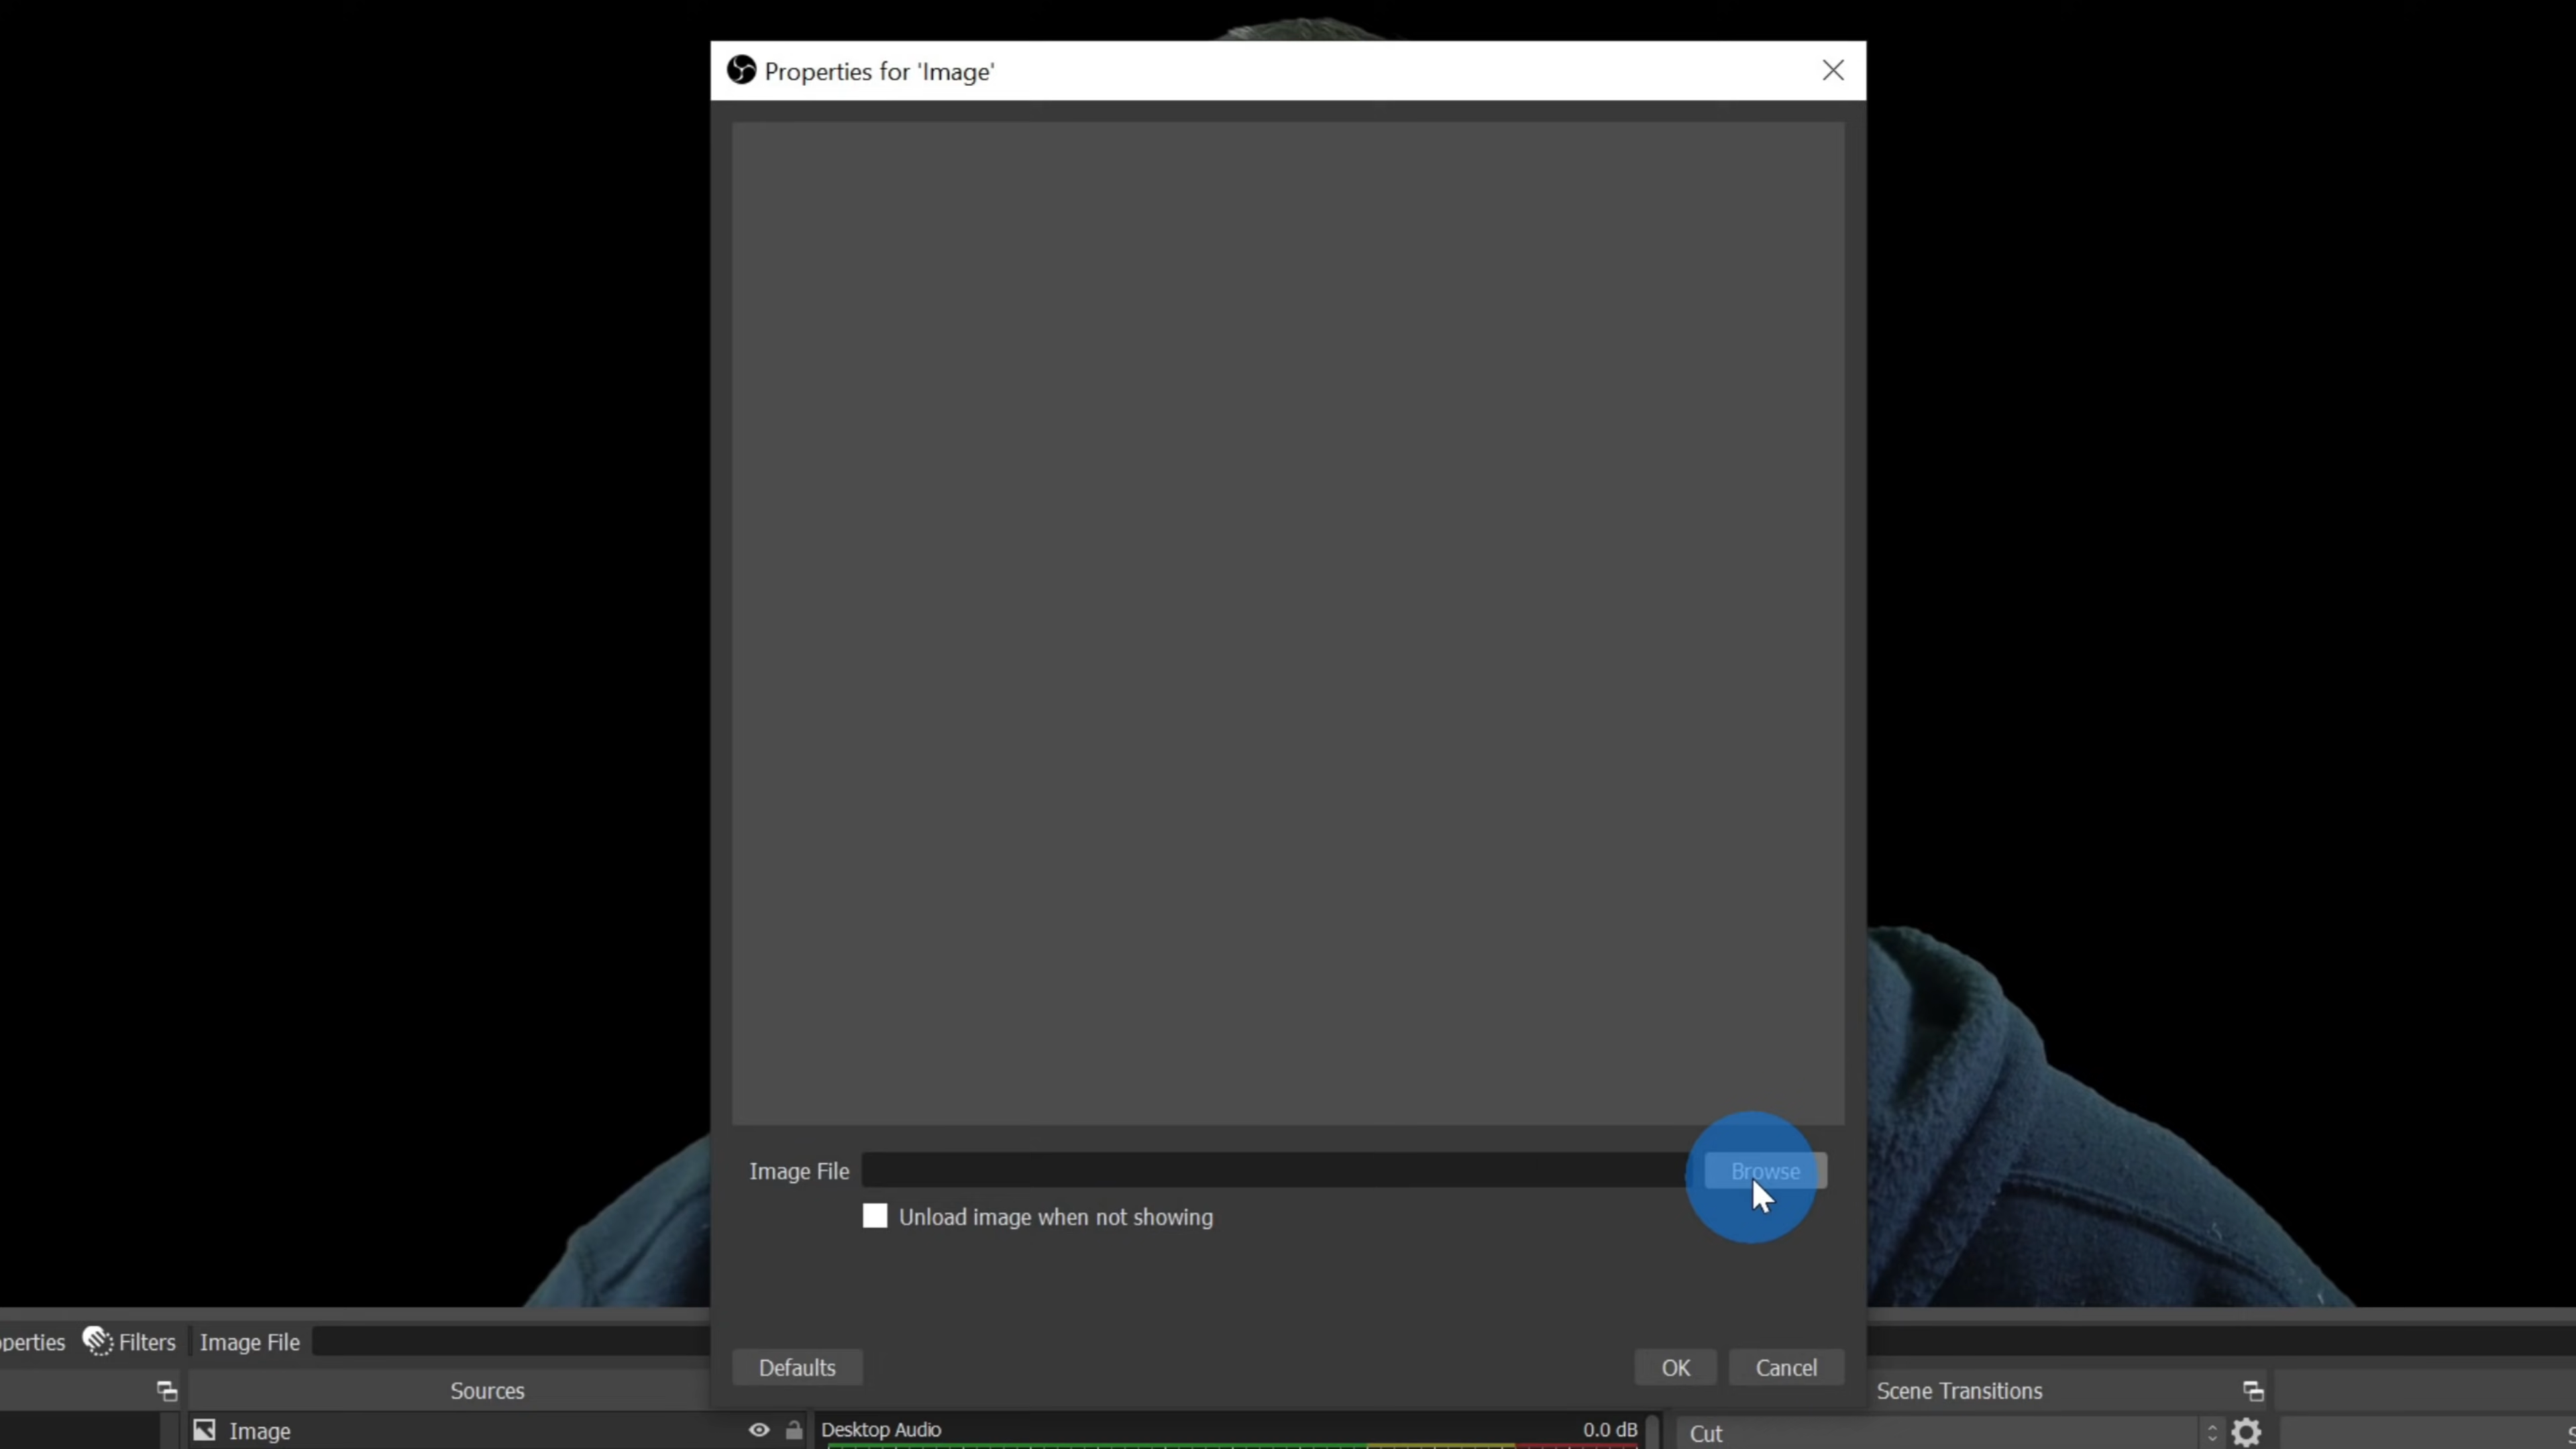 Properties for 'Image'
Image File
Browse
Unload image when not showing
Defaults
OK
Cancel
Filters
Image File
Sources
Scene Transitions
Image
Desktop Audio
0.0 dB
Cut